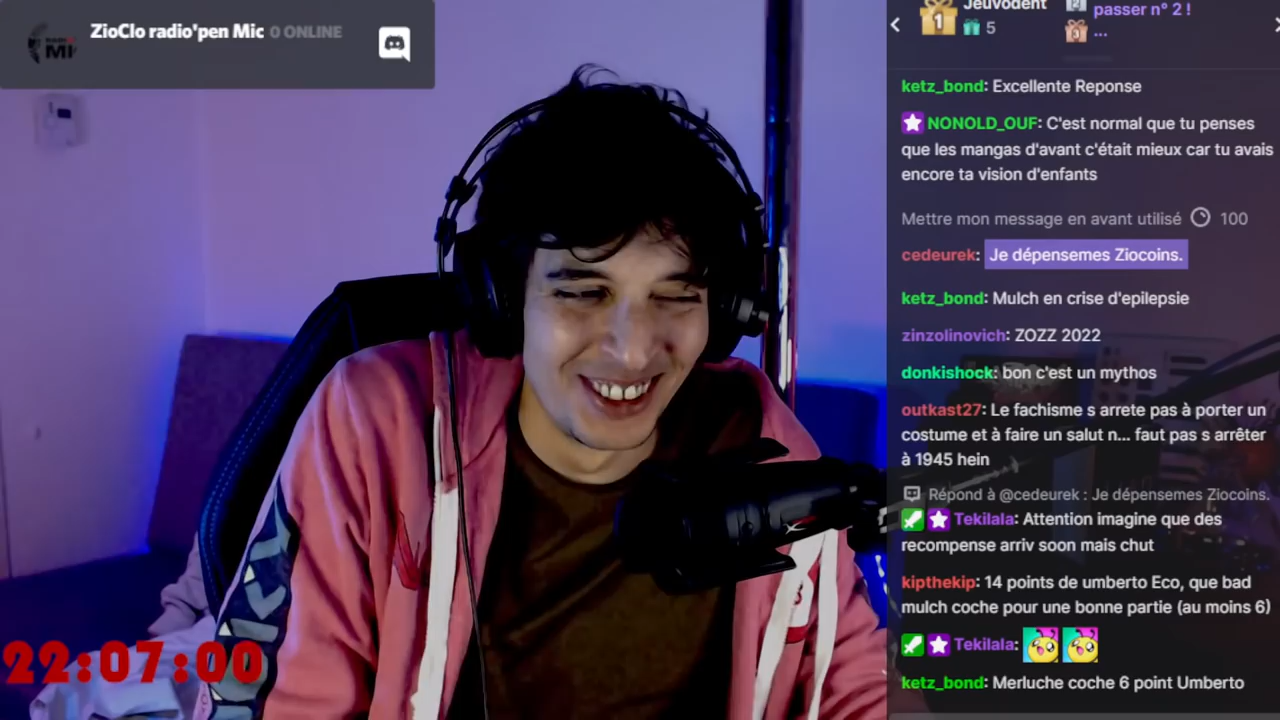 ZioClo radio'pen Mic 0 ONLINE
MI
Jeuvodent
1
5
2
passer n° 2 !
3
...
ketz_bond: Excellente Reponse
NONOLD_OUF: C'est normal que tu penses
que les mangas d'avant c'était mieux car tu avais
encore ta vision d'enfants
Mettre mon message en avant utilisé 100
cedeurek: Je dépensemes Ziocoins.
ketz_bond: Mulch en crise d'epilepsie
zinzolinovich: ZOZZ 2022
donkishock: bon c'est un mythos
outkast27: Le fachisme s arrete pas à porter un
costume et à faire un salut n... faut pas s arrêter
à 1945 hein
Répond à @cedeurek : Je dépensemes Ziocoins.
Tekilala: Attention imagine que des
recompense arriv soon mais chut
kipthekip: 14 points de umberto Eco, que bad
mulch coche pour une bonne partie (au moins 6)
Tekilala:
ketz_bond: Merluche coche 6 point Umberto
22:07:00